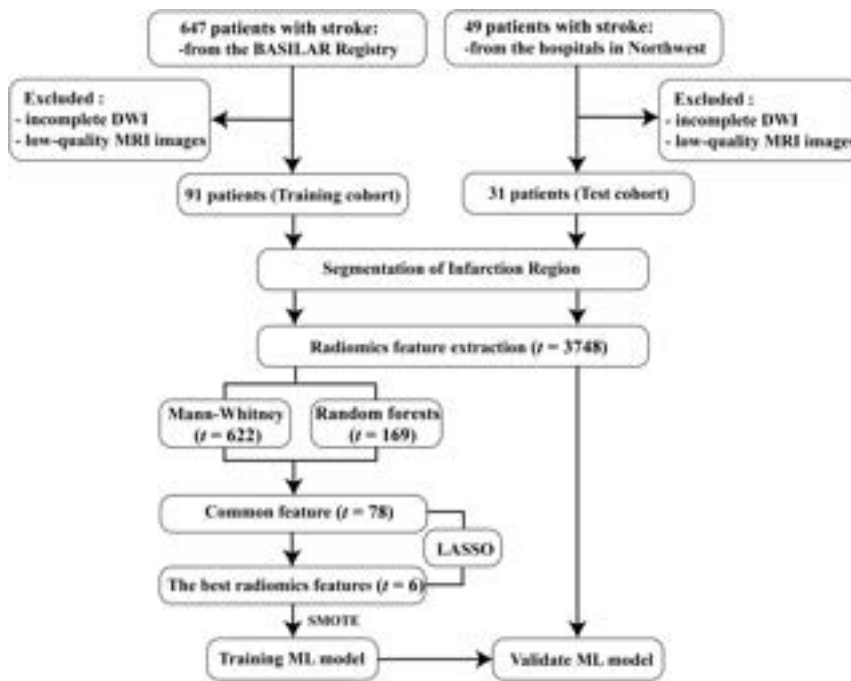 647 patients with stroke:
-from the BASILAR Registry
49 patients with stroke:
-from the hospitals in Northwest
Excluded :
- incomplete DWI
- low-quality MRI images
Excluded :
- incomplete DWI
- low-quality MRI images
91 patients (Training cohort)
31 patients (Test cohort)
Segmentation of Infarction Region
Radiomics feature extraction (t = 3748)
Mann-Whitney
(t = 622)
Random forests
(t = 169)
Common feature (t = 78)
LASSO
The best radiomics features (t = 6)
SMOTE
Training ML model
Validate ML model